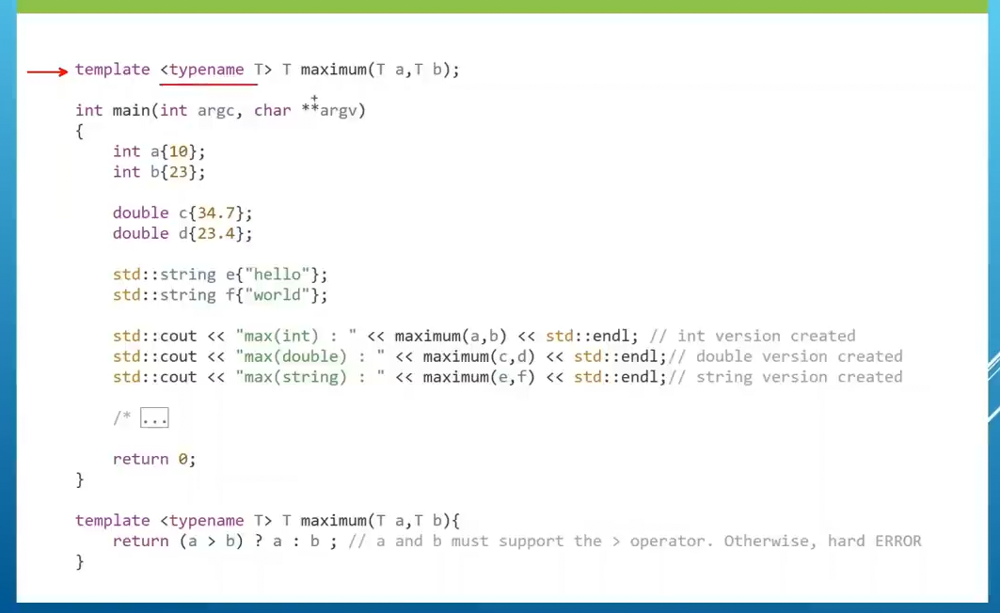 template <typename T> T maximum(T a,T b);
int main(int argc, char **argv)
{
int a{10};
int b{23};
double c{34.7};
double d{23.4};
std::string e{"hello"};
std::string f{"world"};
std::cout << "max(int) : " << maximum(a,b) << std::endl; // int version created
std::cout << "max(double) : " << maximum(c,d) << std::endl;// double version created
std::cout << "max(string) : " << maximum(e,f) << std::endl;// string version created
/* ...
return 0;
}
template <typename T> T maximum(T a,T b){
return (a > b) ? a : b ; // a and b must support the > operator. Otherwise, hard ERROR
}